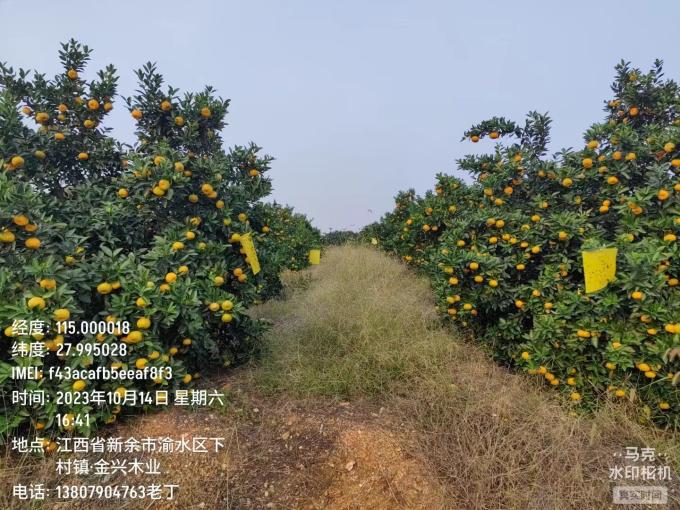 经度: 115.000018
纬度: 27.995028
IMEI: f43acafb5eeaf8f3
时间: 2023年10月14日 星期六
16:41
地点: 江西省新余市渝水区下
村镇·金兴木业
电话: 13807904763老丁
马克
水印相机
真实时间